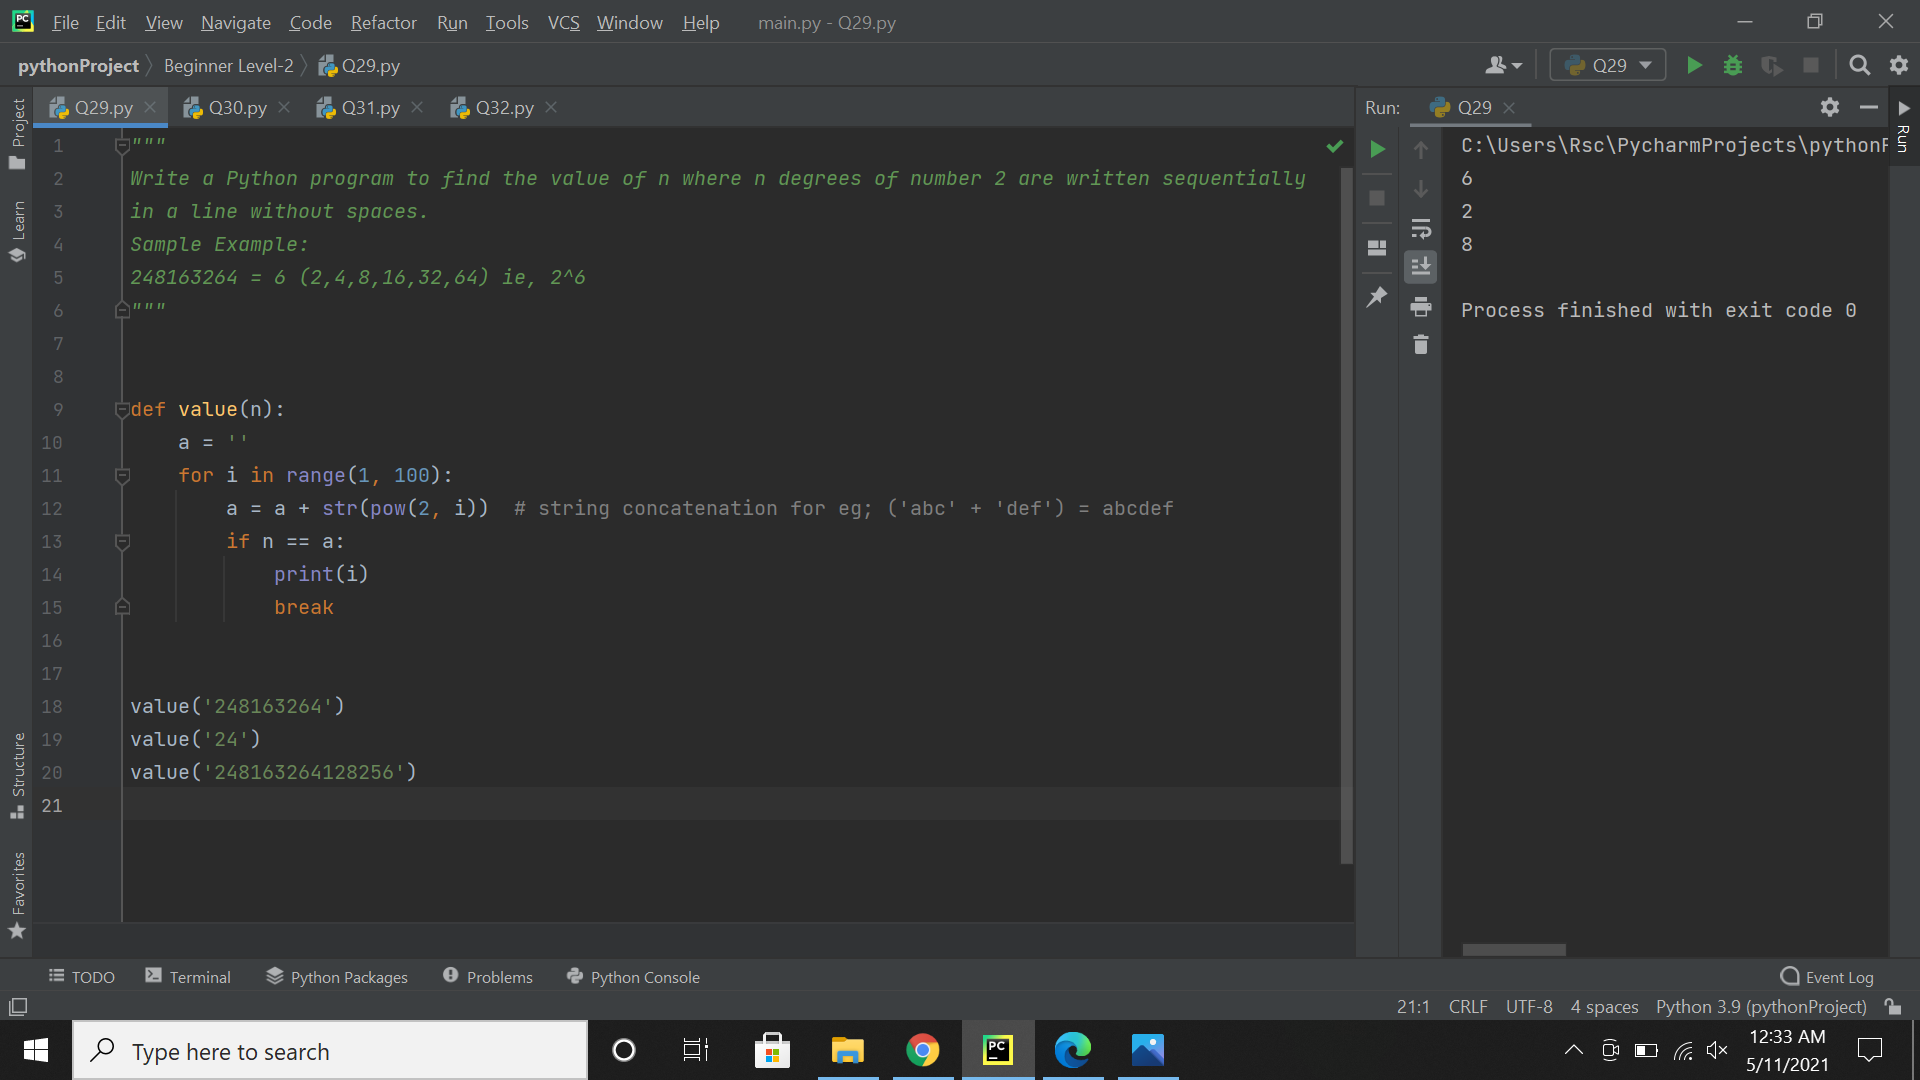 File Edit View Navigate Code Refactor Run Tools VCS Window Help main.py - Q29.py
pythonProject Beginner Level-2 Q29.py
Q29
Q29.py Q30.py Q31.py Q32.py
Run: Q29
Project
Learn
Structure
Favorites
Run
1 """
2 Write a Python program to find the value of n where n degrees of number 2 are written sequentially
3 in a line without spaces.
4 Sample Example:
5 248163264 = 6 (2,4,8,16,32,64) ie, 2^6
6 """
7
8
9 def value(n):
10 a = ''
11 for i in range(1, 100):
12 a = a + str(pow(2, i)) # string concatenation for eg; ('abc' + 'def') = abcdef
13 if n == a:
14 print(i)
15 break
16
17
18 value('248163264')
19 value('24')
20 value('248163264128256')
21
C:\Users\Rsc\PycharmProjects\python
6
2
8
Process finished with exit code 0
TODO Terminal Python Packages Problems Python Console Event Log
21:1 CRLF UTF-8 4 spaces Python 3.9 (pythonProject)
Type here to search
PC
12:33 AM
5/11/2021